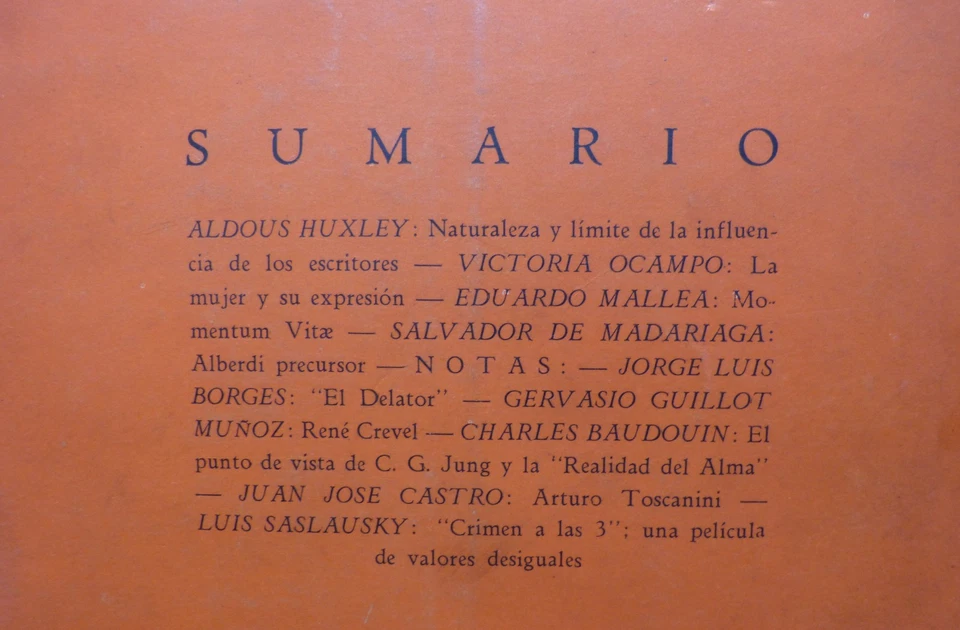 SUMARIO
ALDOUS HUXLEY: Naturaleza y límite de la influen-
cia de los escritores — VICTORIA OCAMPO: La
mujer y su expresión — EDUARDO MALLEA: Mo-
mentum Vitæ — SALVADOR DE MADARIAGA:
Alberdi precursor — NOTAS: — JORGE LUIS
BORGES: "El Delator" — GERVASIO GUILLOT
MUÑOZ: René Crevel — CHARLES BAUDOUIN: El
punto de vista de C. G. Jung y la "Realidad del Alma"
— JUAN JOSE CASTRO: Arturo Toscanini —
LUIS SASLAUSKY: "Crimen a las 3"; una película
de valores desiguales